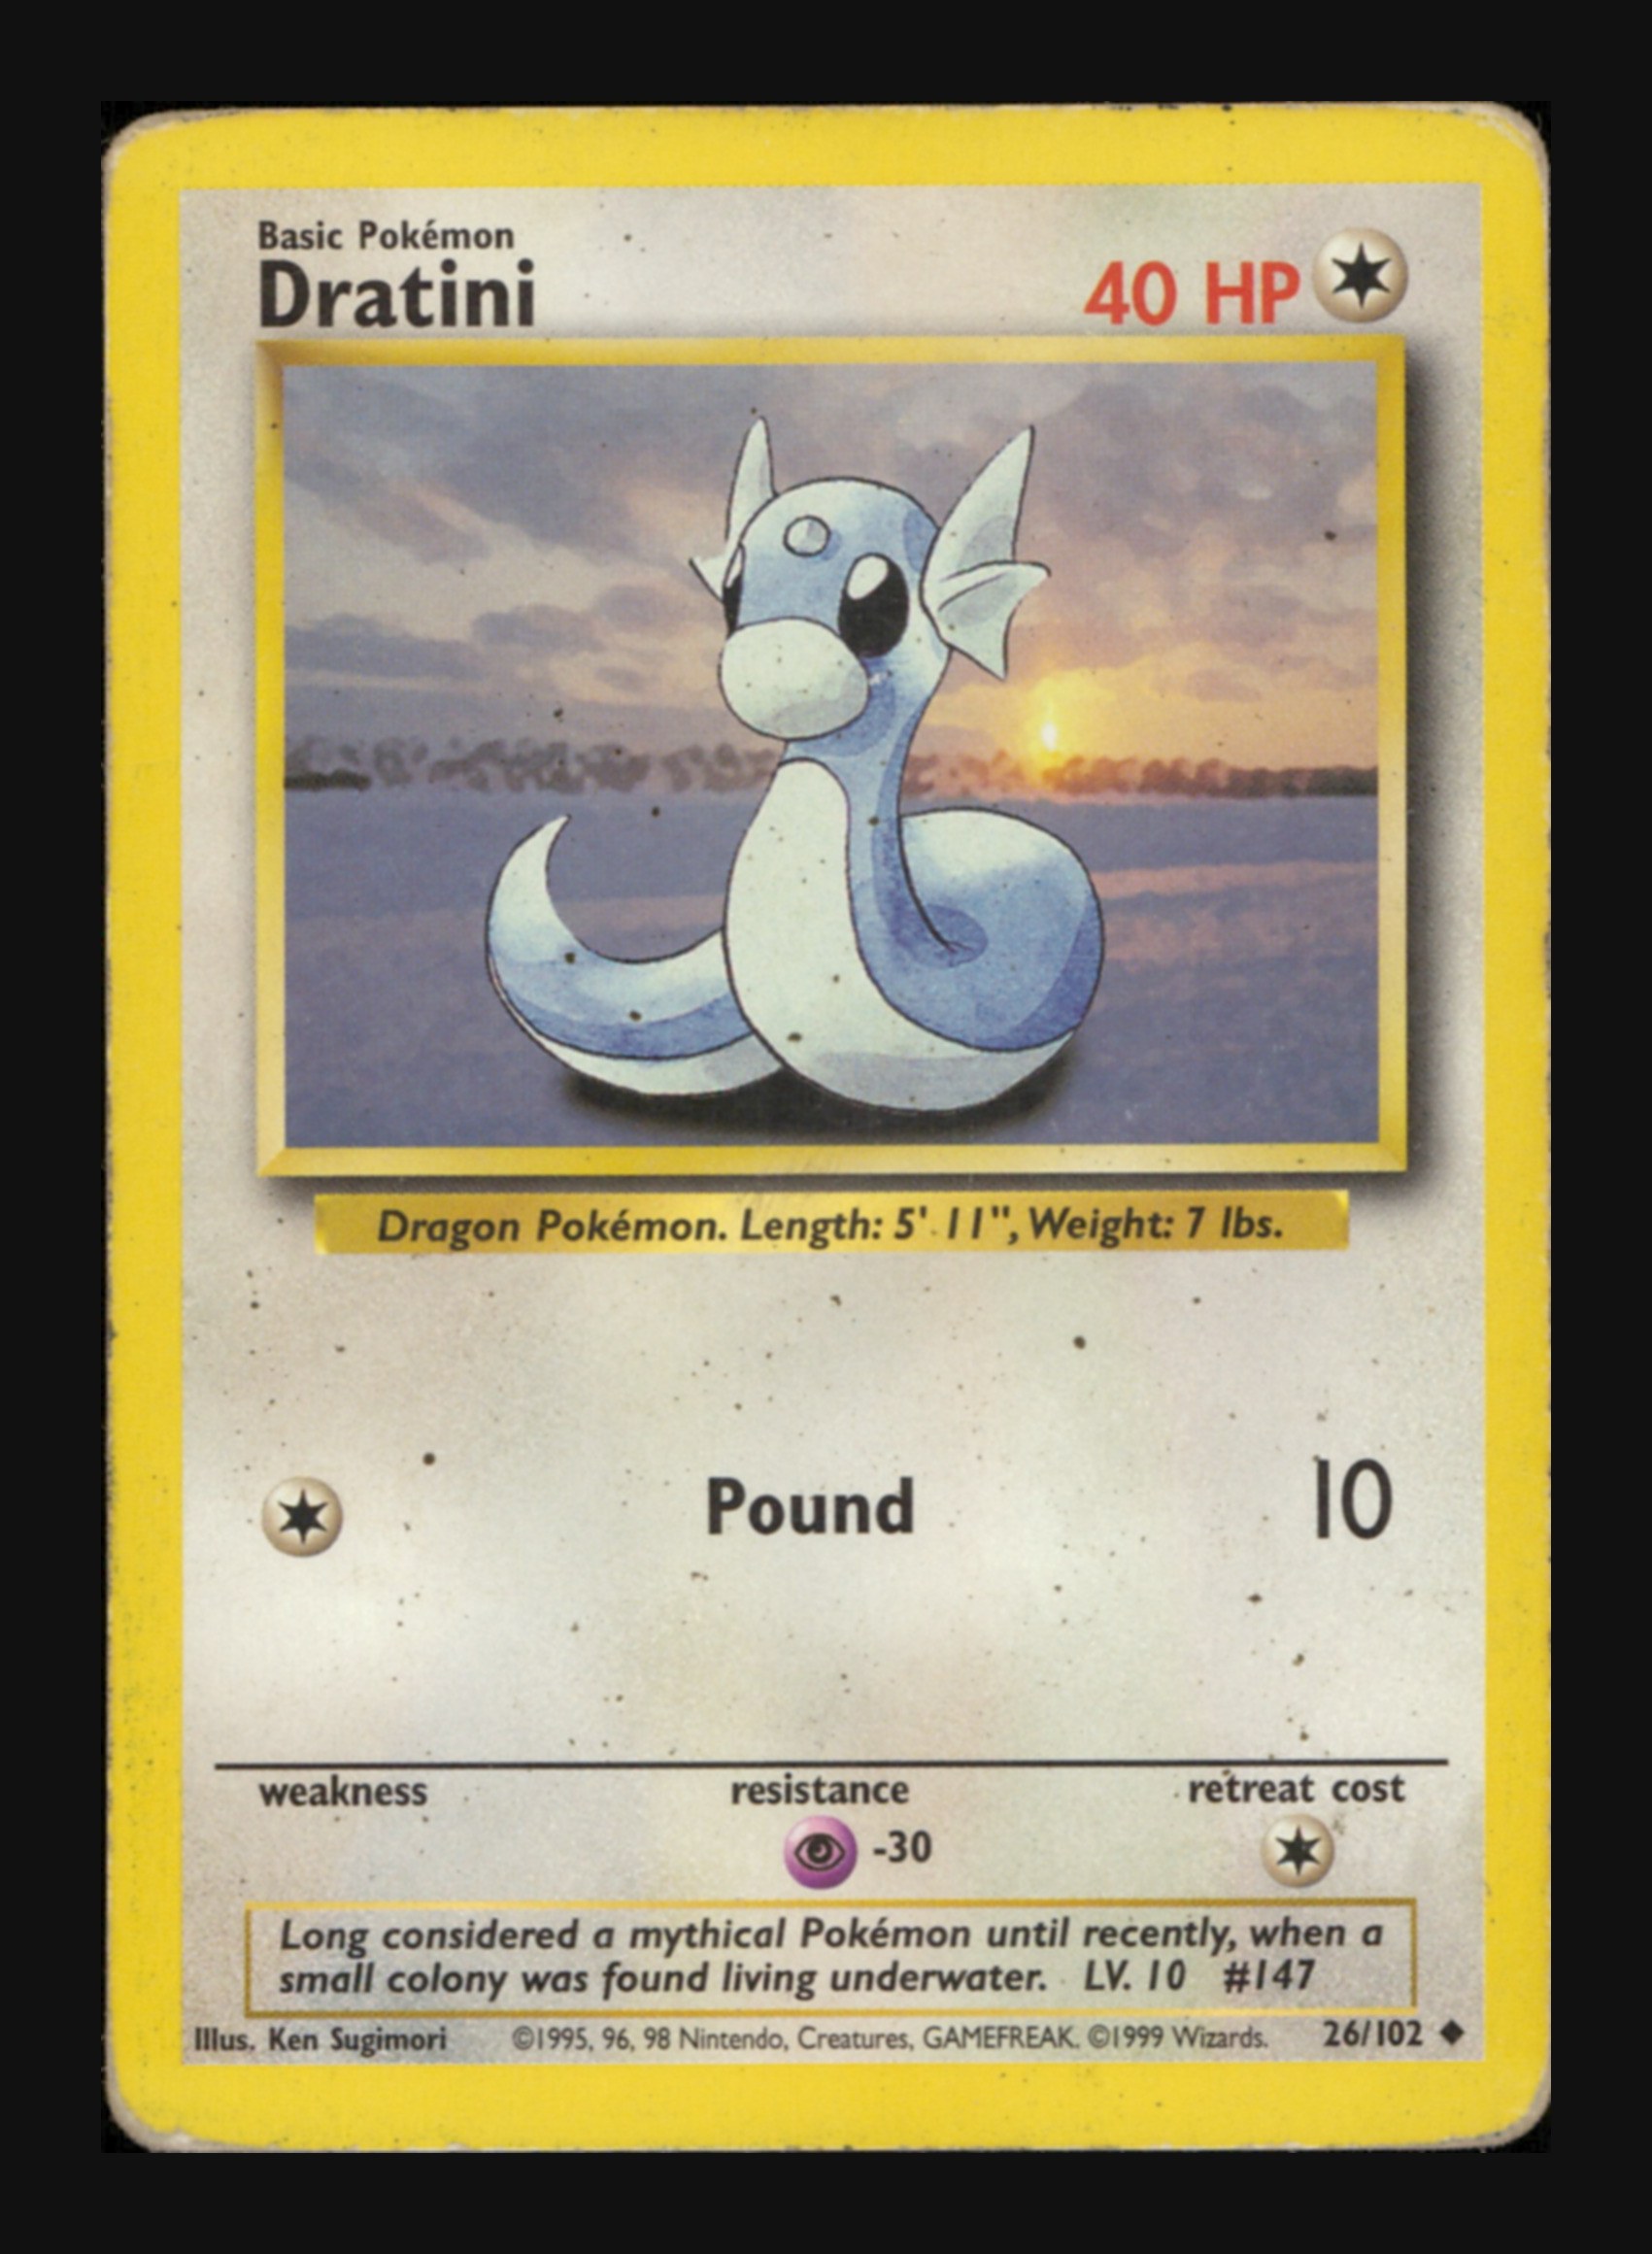 Basic Pokémon
Dratini
40 HP
Dragon Pokémon. Length: 5' 11", Weight: 7 lbs.
Pound 10
weakness resistance retreat cost
-30
Long considered a mythical Pokémon until recently, when a
small colony was found living underwater. LV. 10 #147
Illus. Ken Sugimori ©1995, 96, 98 Nintendo, Creatures, GAMEFREAK. ©1999 Wizards. 26/102